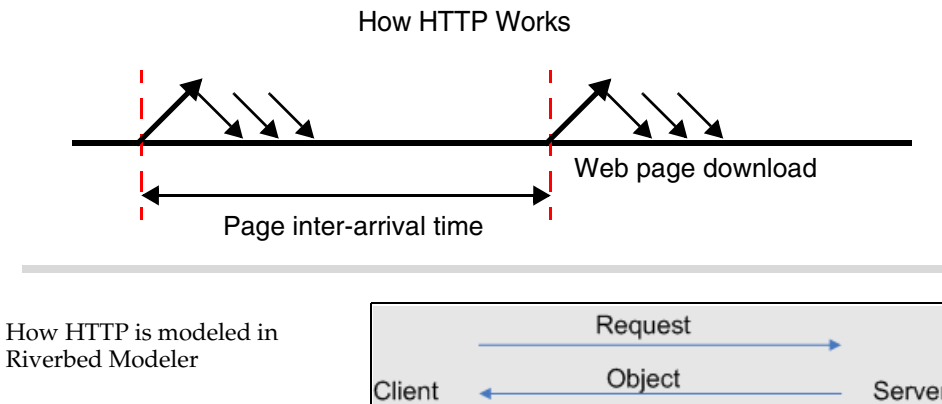 How HTTP Works
Web page download
Page inter-arrival time
How HTTP is modeled in
Riverbed Modeler
Request
Object
Client
Server